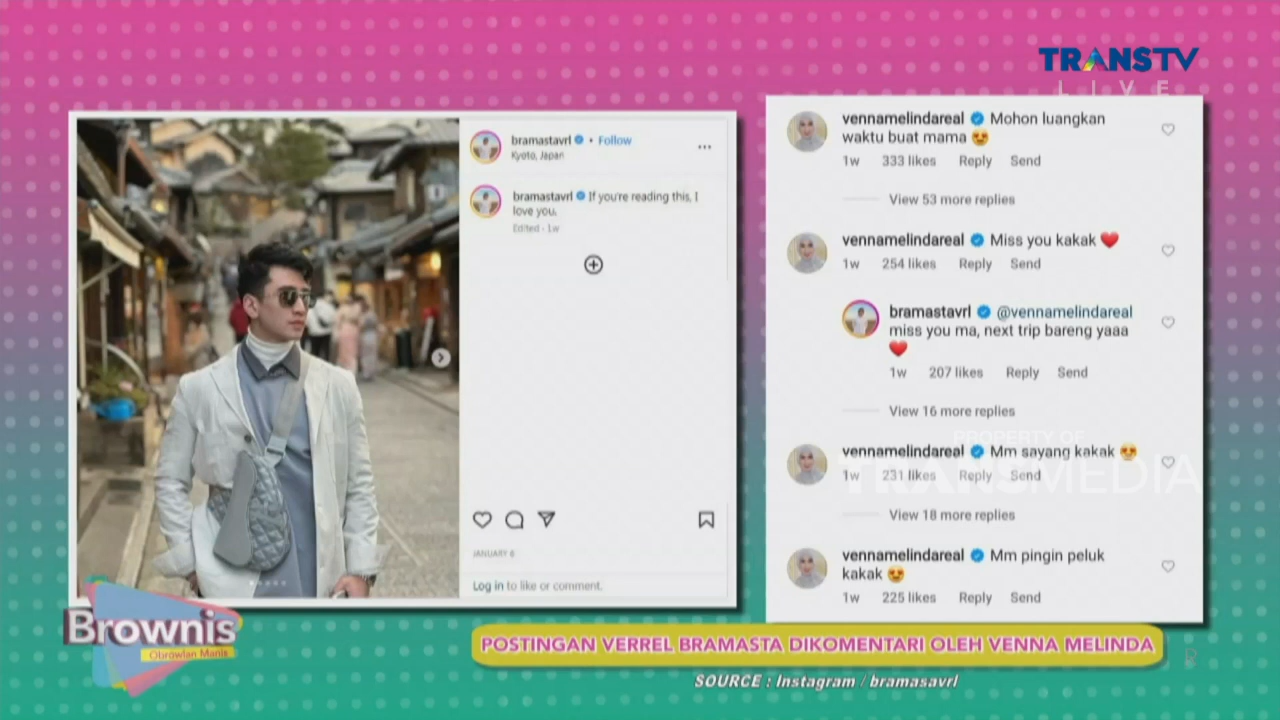 TRANSTV
LIVE
bramastavrl • Follow
Kyoto, Japan
bramastavrl If you're reading this, I
love you.
Edited · 1w
JANUARY 6
Log in to like or comment.
vennamelindareal Mohon luangkan
waktu buat mama 😍
1w 333 likes Reply Send
View 53 more replies
vennamelindareal Miss you kakak ❤️
1w 254 likes Reply Send
bramastavrl @vennamelindareal
miss you ma, next trip bareng yaaa
❤️
1w 207 likes Reply Send
View 16 more replies
PROPERTY OF
TRANSMEDIA
vennamelindareal Mm sayang kakak 😍
1w 231 likes Reply Send
View 18 more replies
vennamelindareal Mm pingin peluk
kakak 😍
1w 225 likes Reply Send
Brownis
Obrowlan Manis
POSTINGAN VERREL BRAMASTA DIKOMENTARI OLEH VENNA MELINDA
R
SOURCE : Instagram / bramasavrl